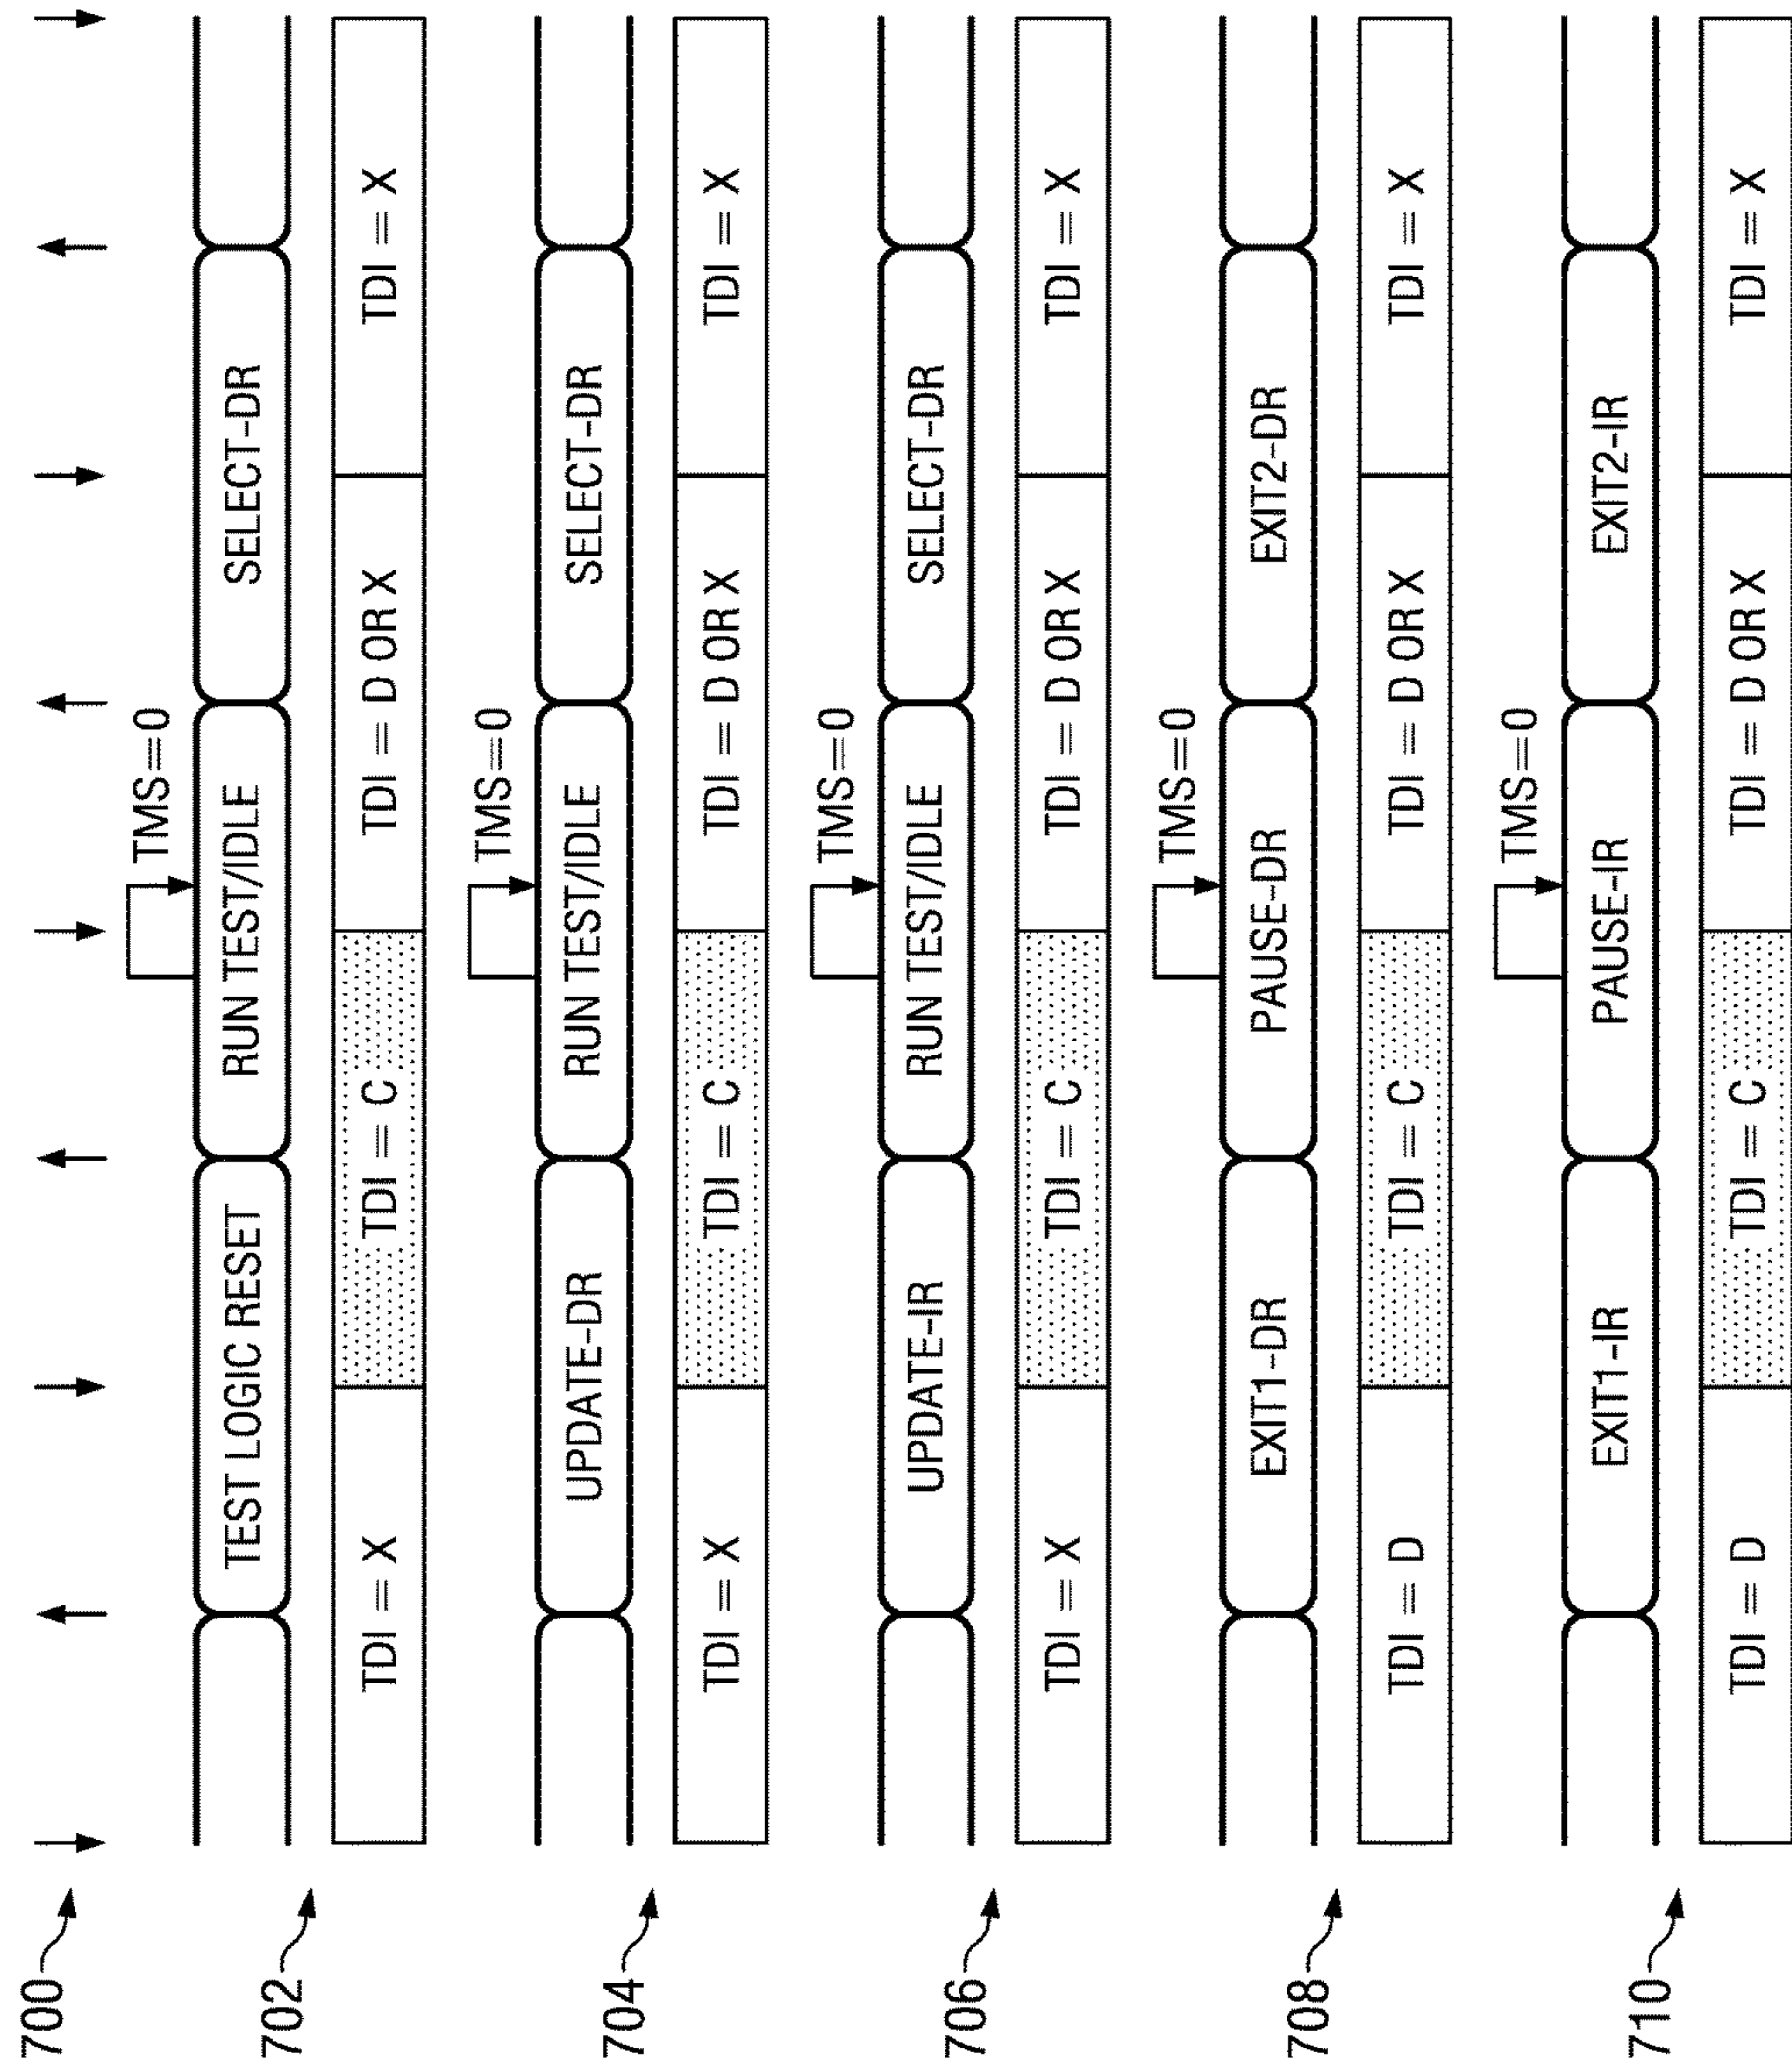 700
702
TMS=0
TEST LOGIC RESET RUN TEST/IDLE SELECT-DR
TDI = X TDI = C TDI = D OR X TDI = X
704
TMS=0
UPDATE-DR RUN TEST/IDLE SELECT-DR
TDI = X TDI = C TDI = D OR X TDI = X
706
TMS=0
UPDATE-IR RUN TEST/IDLE SELECT-DR
TDI = X TDI = C TDI = D OR X TDI = X
708
TMS=0
EXIT1-DR PAUSE-DR EXIT2-DR
TDI = D TDI = C TDI = D OR X TDI = X
710
TMS=0
EXIT1-IR PAUSE-IR EXIT2-IR
TDI = D TDI = C TDI = D OR X TDI = X